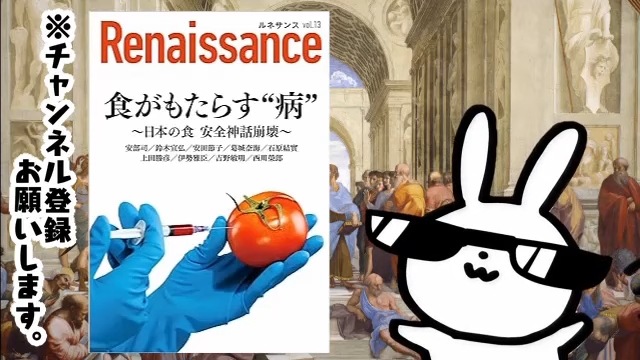 ※チャンネル登録
お願いします。
ルネサンス vol.13
Renaissance
食がもたらす“病”
～日本の食 安全神話崩壊～
安部司／鈴木宣弘／安田節子／葛城奈海／石原結實
上田勝彦／伊勢雅臣／吉野敏明／西川榮郎